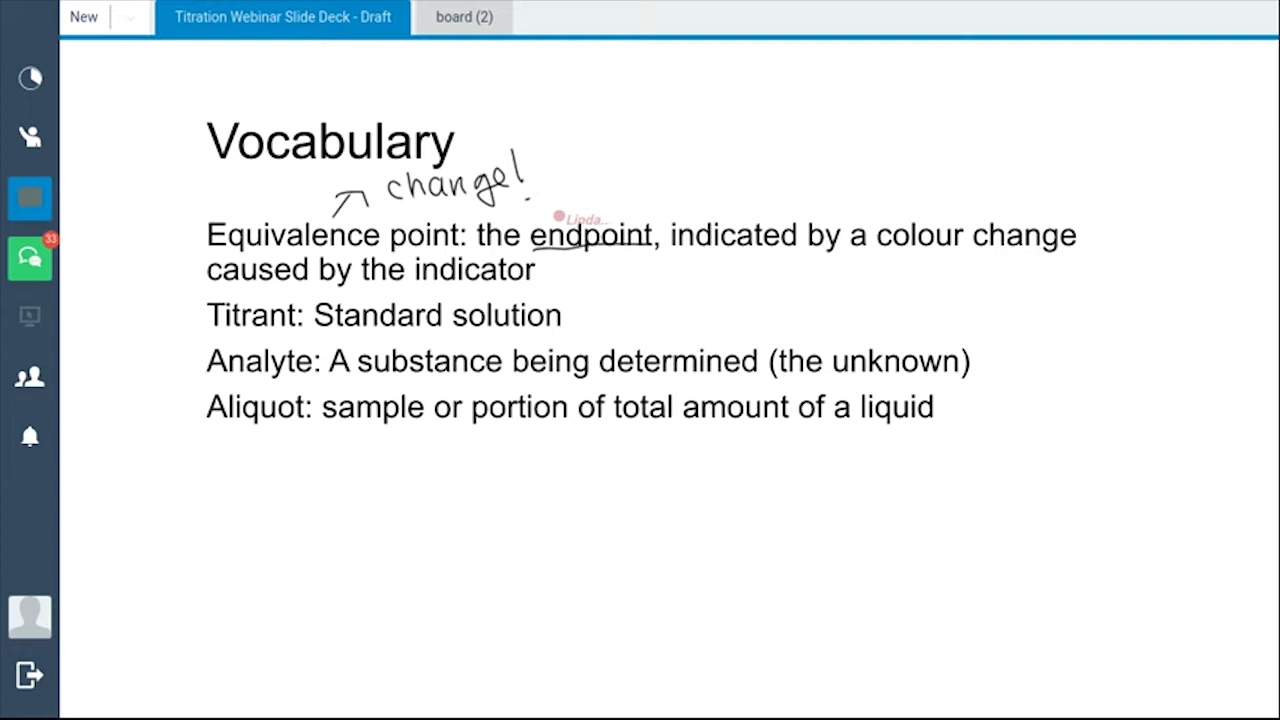 New
Titration Webinar Slide Deck - Draft
board (2)
33
Vocabulary
change!
Linda..
Equivalence point: the endpoint, indicated by a colour change
caused by the indicator
Titrant: Standard solution
Analyte: A substance being determined (the unknown)
Aliquot: sample or portion of total amount of a liquid